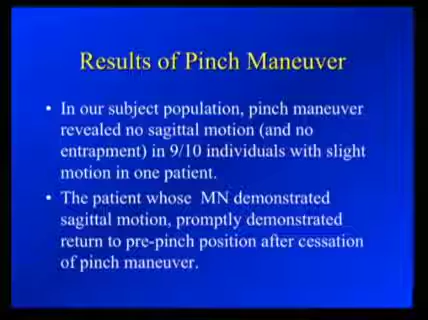 Results of Pinch Maneuver
• In our subject population, pinch maneuver
revealed no sagittal motion (and no
entrapment) in 9/10 individuals with slight
motion in one patient.
• The patient whose MN demonstrated
sagittal motion, promptly demonstrated
return to pre-pinch position after cessation
of pinch maneuver.